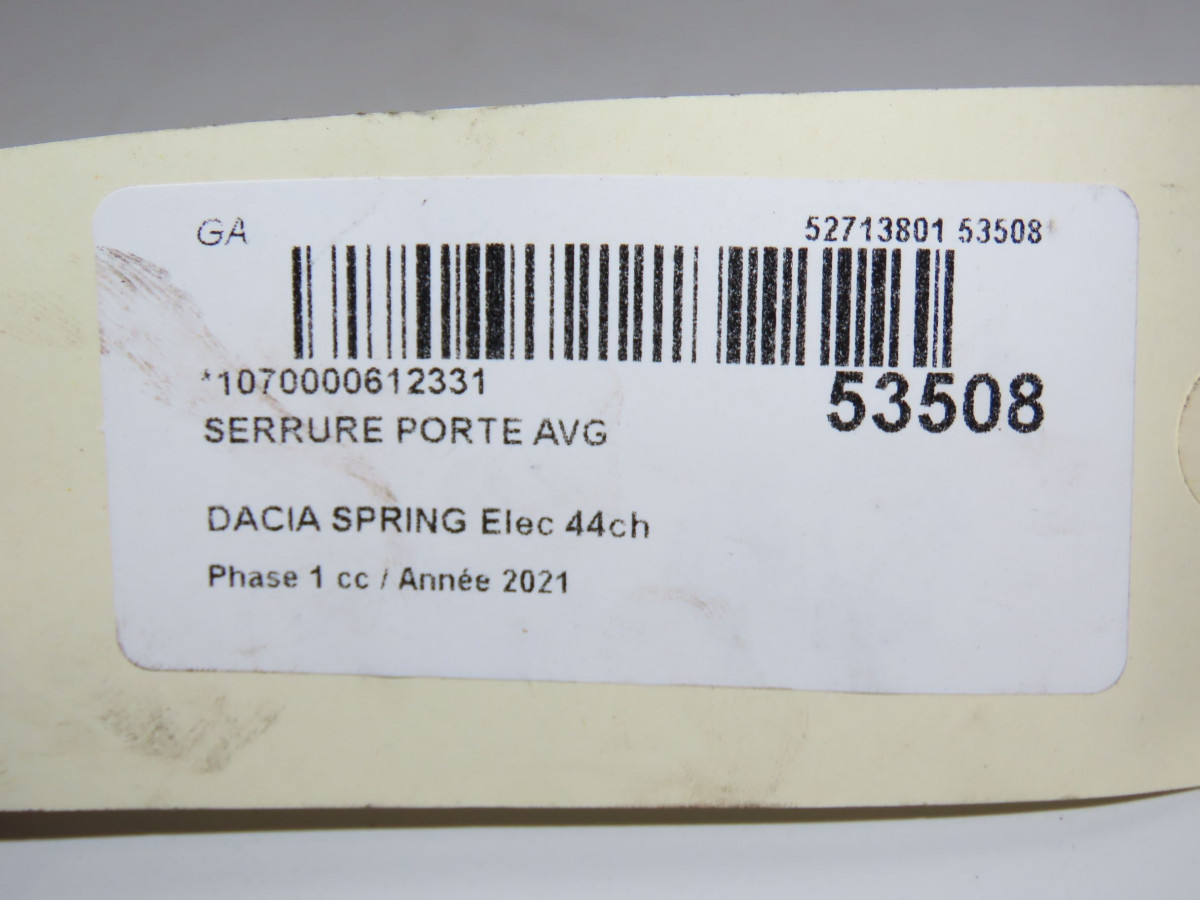 GA
52713801 53508
*1070000612331
53508
SERRURE PORTE AVG
DACIA SPRING Elec 44ch
Phase 1 cc / Année 2021